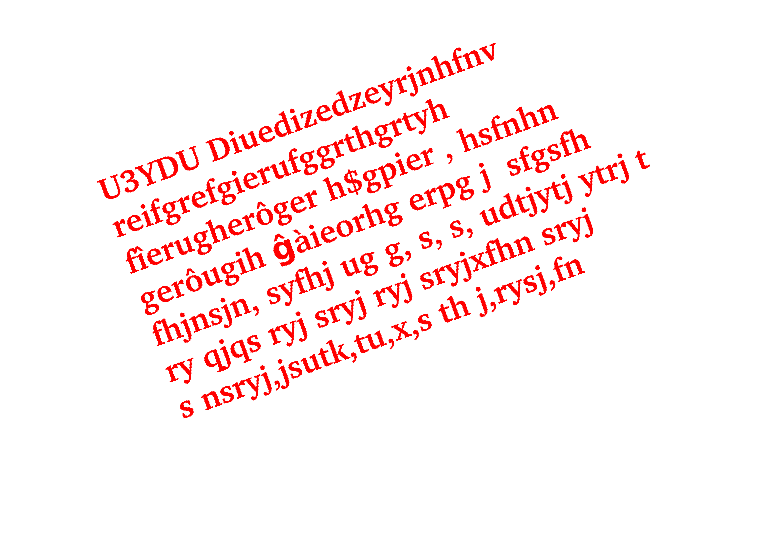 U3YDU Diuedizedzeyrjnhfnv
reifgrefgierufggrthgrtyh
fierugherôger h$gpier , hsfnhn
gerôugih ĝàieorhg erpg j  sfgsfh
fhjnsjn, syfhj ug g, s, s, udtjytj ytrj t
ry qjqs ryj sryj ryj sryjxfhn sryj
s nsryj,jsutk,tu,x,s th j,rysj,fn